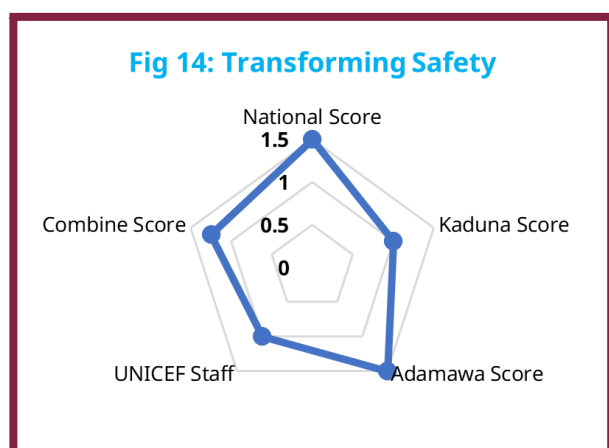 Fig 14: Transforming Safety
National Score
1.5
1
0.5
0
Kaduna Score
Adamawa Score
UNICEF Staff
Combine Score